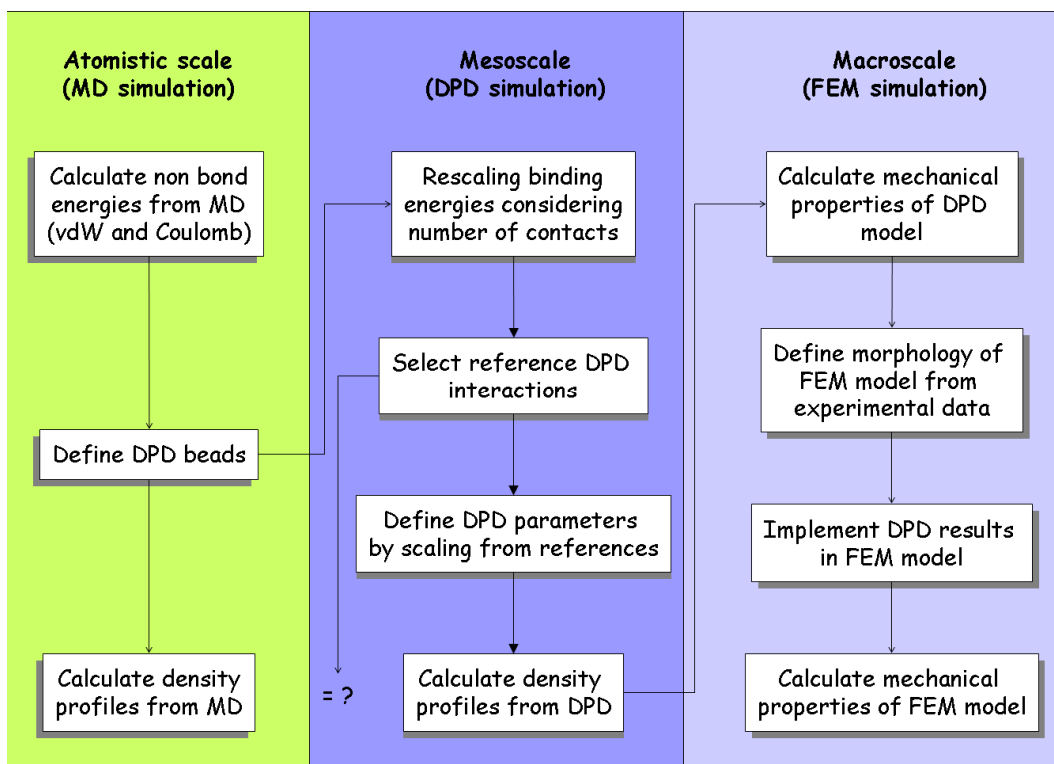 Atomistic scale
(MD simulation)
Calculate non bond
energies from MD
(vdW and Coulomb)
Define DPD beads
Calculate density
profiles from MD
Mesoscale
(DPD simulation)
Rescaling binding
energies considering
number of contacts
Select reference DPD
interactions
Define DPD parameters
by scaling from references
= ?
Calculate density
profiles from DPD
Macroscale
(FEM simulation)
Calculate mechanical
properties of DPD
model
Define morphology of
FEM model from
experimental data
Implement DPD results
in FEM model
Calculate mechanical
properties of FEM model